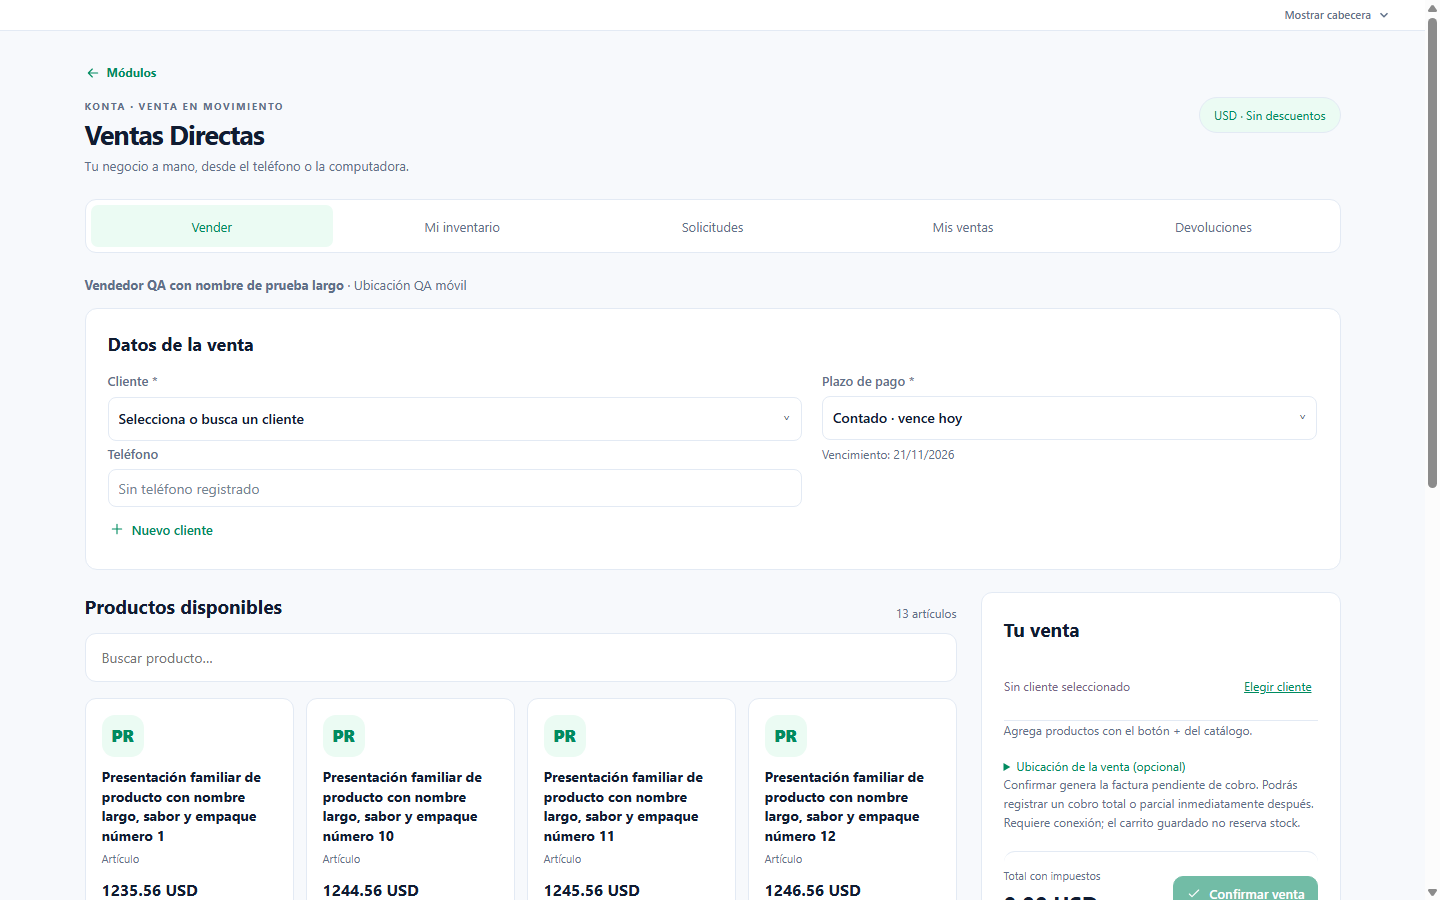 Mostrar cabecera
Módulos
KONTA · VENTA EN MOVIMIENTO
Ventas Directas
Tu negocio a mano, desde el teléfono o la computadora.
USD · Sin descuentos
Vender
Mi inventario
Solicitudes
Mis ventas
Devoluciones
Vendedor QA con nombre de prueba largo · Ubicación QA móvil
Datos de la venta
Cliente *
Selecciona o busca un cliente
Teléfono
Sin teléfono registrado
+ Nuevo cliente
Plazo de pago *
Contado · vence hoy
Vencimiento: 21/11/2026
Productos disponibles
13 artículos
Buscar producto...
PR
Presentación familiar de
producto con nombre
largo, sabor y empaque
número 1
Artículo
1235.56 USD
PR
Presentación familiar de
producto con nombre
largo, sabor y empaque
número 10
Artículo
1244.56 USD
PR
Presentación familiar de
producto con nombre
largo, sabor y empaque
número 11
Artículo
1245.56 USD
PR
Presentación familiar de
producto con nombre
largo, sabor y empaque
número 12
Artículo
1246.56 USD
Tu venta
Sin cliente seleccionado
Elegir cliente
Agrega productos con el botón + del catálogo.
Ubicación de la venta (opcional)
Confirmar genera la factura pendiente de cobro. Podrás
registrar un cobro total o parcial inmediatamente después.
Requiere conexión; el carrito guardado no reserva stock.
Total con impuestos
Confirmar venta